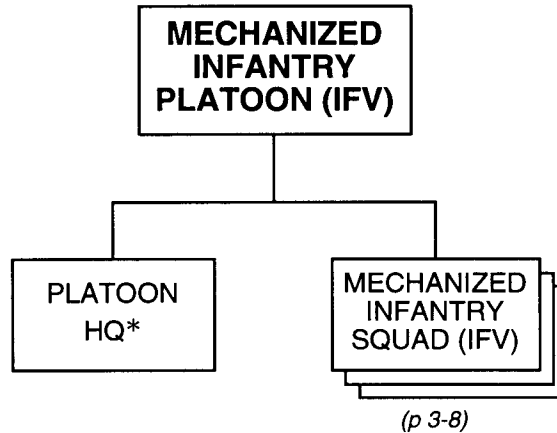 MECHANIZED
INFANTRY
PLATOON (IFV)
PLATOON
HQ*
MECHANIZED
INFANTRY
SQUAD (IFV)
(p 3-8)